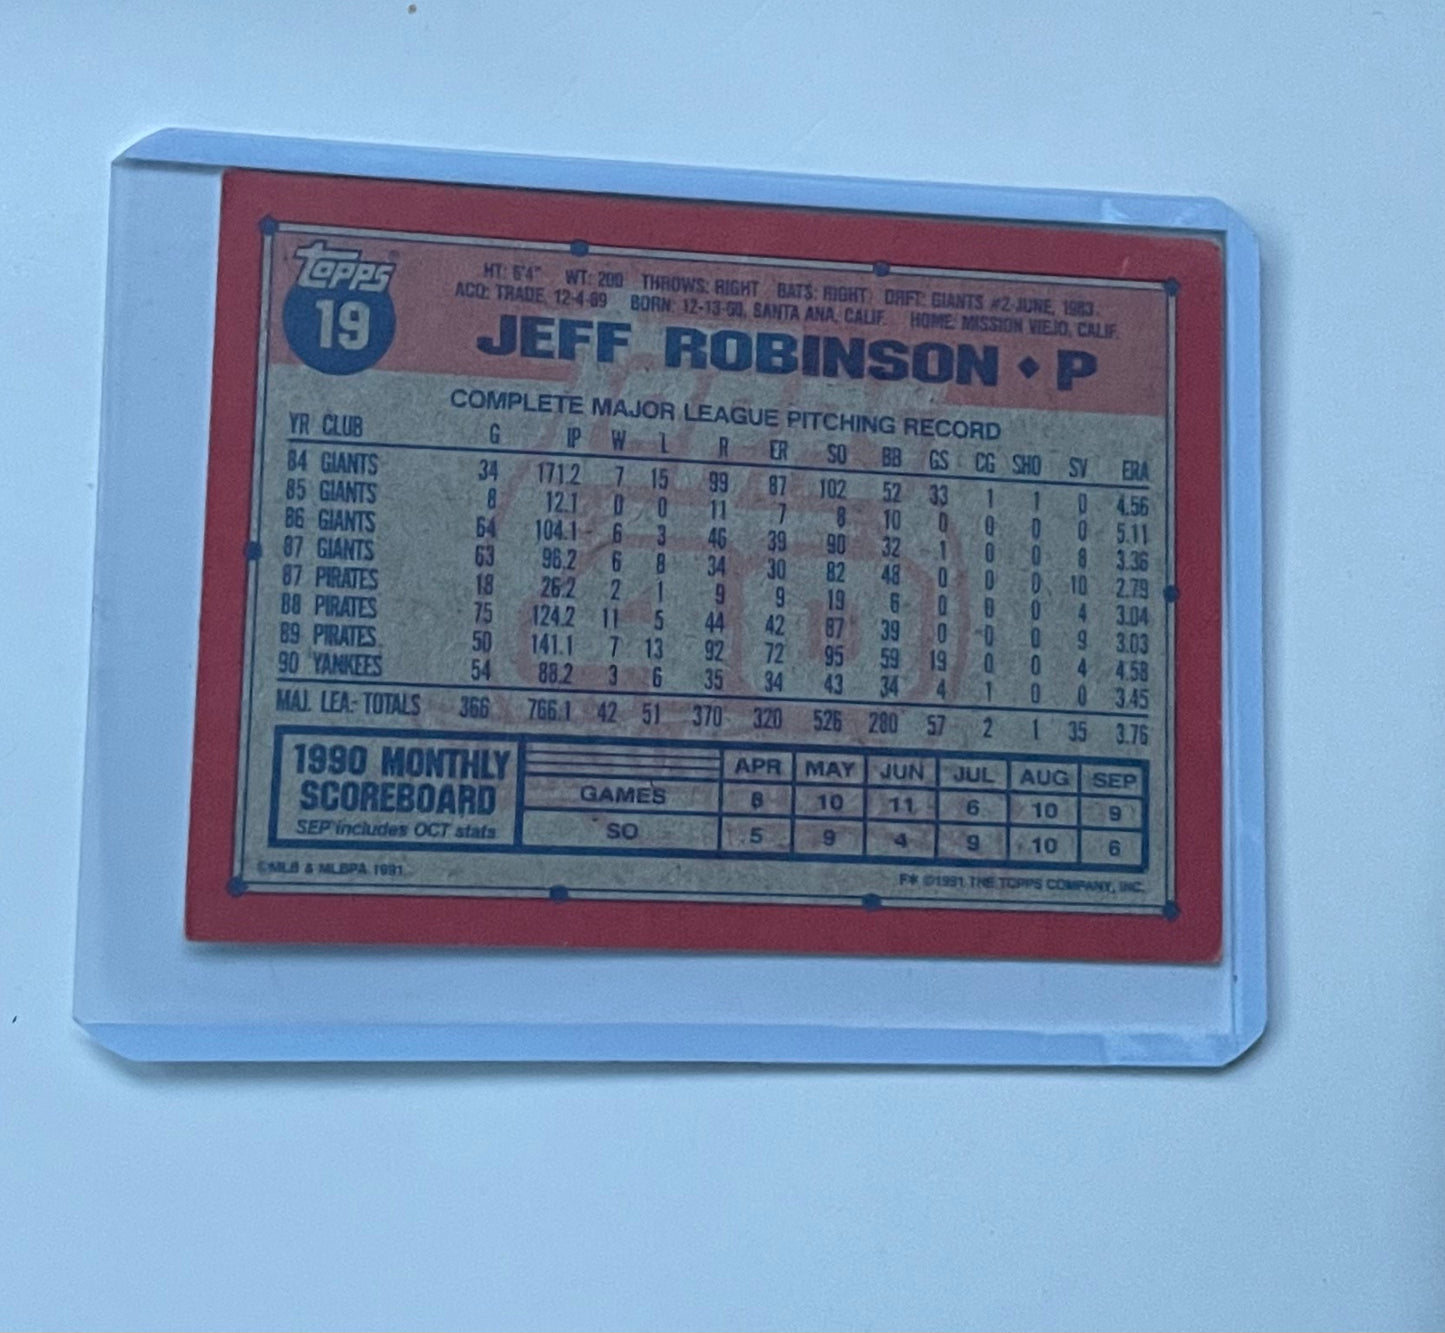 Topps
19
HT: 6'4" WT: 200 THROWS: RIGHT BATS: RIGHT DRFT: GIANTS #2-JUNE, 1983
ACQ: TRADE, 12-4-89 BORN: 12-13-60, SANTA ANA, CALIF. HOME: MISSION VIEJO, CALIF.
JEFF ROBINSON ♦ P
COMPLETE MAJOR LEAGUE PITCHING RECORD
YR CLUB G IP W L R ER SO BB GS CG SHO SV ERA
84 GIANTS 34 171.2 7 15 99 87 102 52 33 1 1 0 4.56
85 GIANTS 8 12.1 0 0 11 7 8 10 0 0 0 0 5.11
86 GIANTS 64 104.1 6 3 46 39 90 32 1 0 0 8 3.36
87 GIANTS 63 96.2 6 8 34 30 82 48 0 0 0 10 2.79
87 PIRATES 18 26.2 2 1 9 9 19 6 0 0 0 4 3.04
88 PIRATES 75 124.2 11 5 44 42 87 39 0 0 0 9 3.03
89 PIRATES 50 141.1 7 13 92 72 95 59 19 0 0 4 4.58
90 YANKEES 54 88.2 3 6 35 34 43 34 4 1 0 0 3.45
MAJ. LEA. TOTALS 366 766.1 42 51 370 320 526 280 57 2 1 35 3.76
1990 MONTHLY
SCOREBOARD
SEP includes OCT stats
APR MAY JUN JUL AUG SEP
GAMES 8 10 11 6 10 9
SO 5 9 4 9 10 6
©MLB & MLBPA 1991
F* ©1991 THE TOPPS COMPANY, INC.